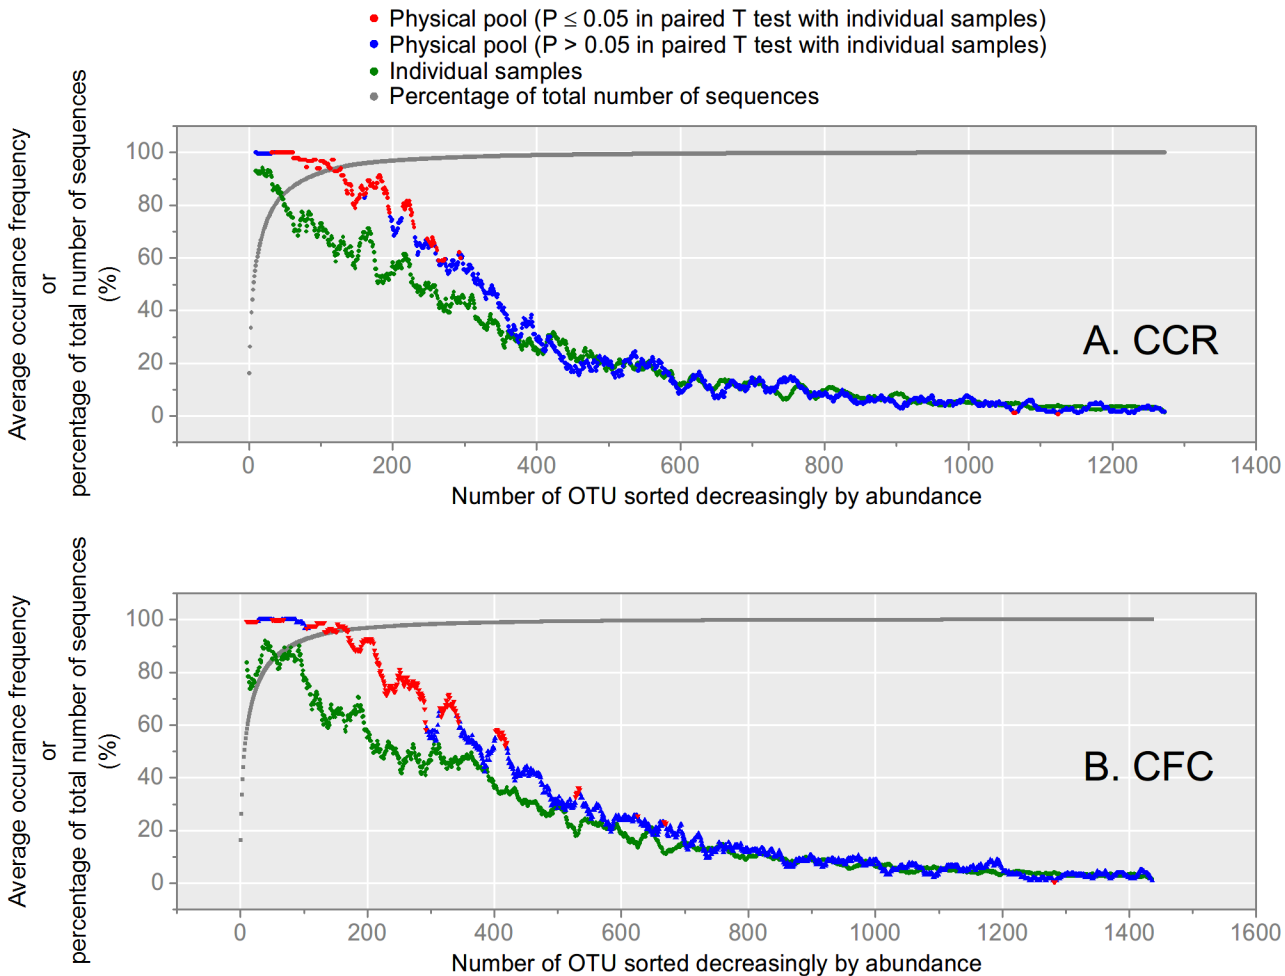 Physical pool (P ≤ 0.05 in paired T test with individual samples)
Physical pool (P > 0.05 in paired T test with individual samples)
Individual samples
Percentage of total number of sequences
Average occurance frequency
or
percentage of total number of sequences
(%)
100
80
60
40
20
0
A. CCR
0 200 400 600 800 1000 1200 1400
Number of OTU sorted decreasingly by abundance
Average occurance frequency
or
percentage of total number of sequences
(%)
100
80
60
40
20
0
B. CFC
0 200 400 600 800 1000 1200 1400 1600
Number of OTU sorted decreasingly by abundance